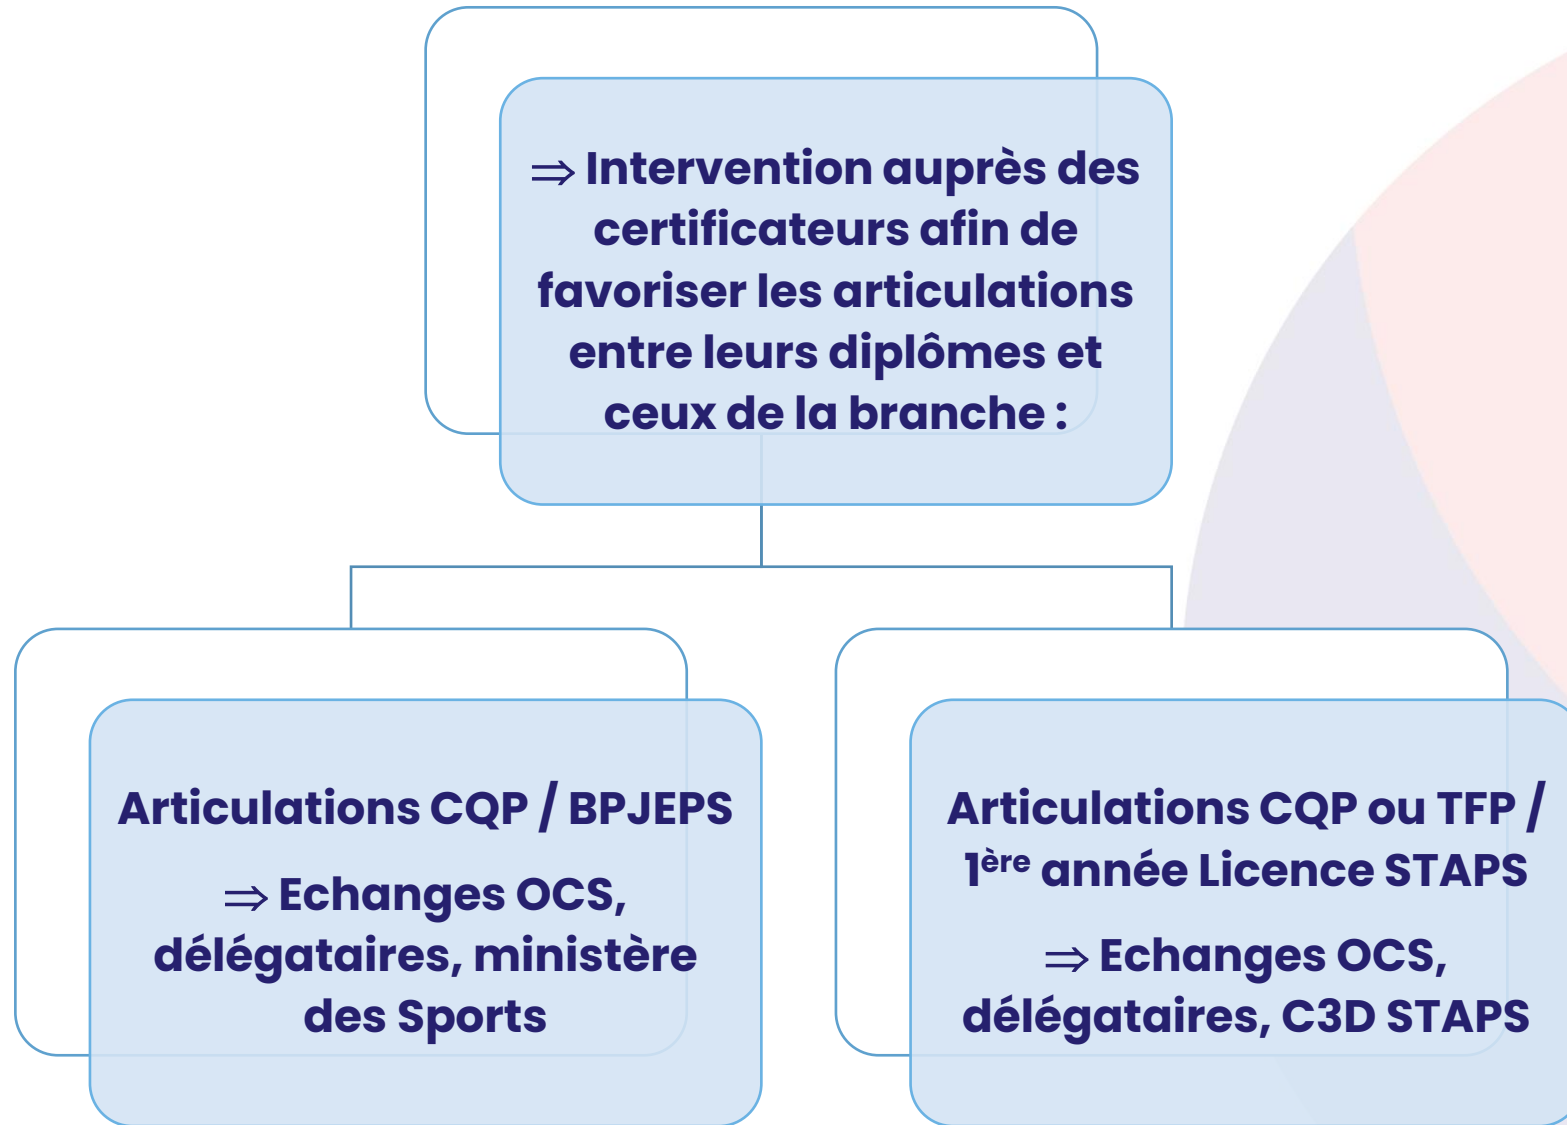 ⇒ Intervention auprès des
certificateurs afin de
favoriser les articulations
entre leurs diplômes et
ceux de la branche :
Articulations CQP / BPJEPS
⇒ Echanges OCS,
délégataires, ministère
des Sports
Articulations CQP ou TFP /
1ère année Licence STAPS
⇒ Echanges OCS,
délégataires, C3D STAPS